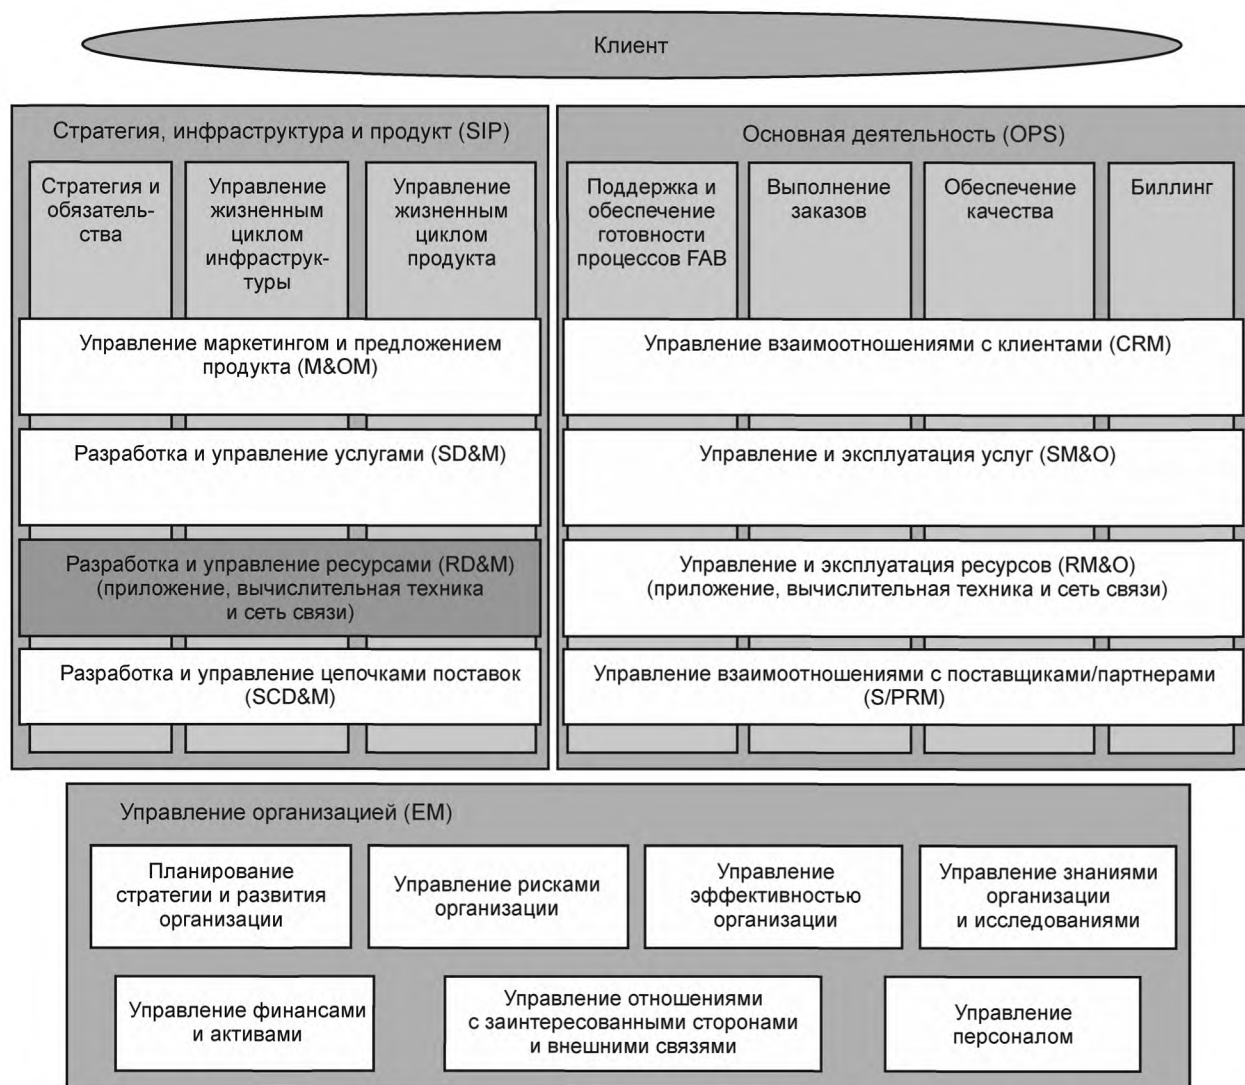 Клиент
Стратегия, инфраструктура и продукт (SIP)
Стратегия и
обязатель-
ства
Управление
жизненным
циклом
инфраструк-
туры
Управление
жизненным
циклом
продукта
Управление маркетингом и предложением
продукта (M&OM)
Разработка и управление услугами (SD&M)
Разработка и управление ресурсами (RD&M)
(приложение, вычислительная техника
и сеть связи)
Разработка и управление цепочками поставок
(SCD&M)
Основная деятельность (OPS)
Поддержка и
обеспечение
готовности
процессов FAB
Выполнение
заказов
Обеспечение
качества
Биллинг
Управление взаимоотношениями с клиентами (CRM)
Управление и эксплуатация услуг (SM&O)
Управление и эксплуатация ресурсов (RM&O)
(приложение, вычислительная техника и сеть связи)
Управление взаимоотношениями с поставщиками/партнерами
(S/PRM)
Управление организацией (EM)
Планирование
стратегии и развития
организации
Управление рисками
организации
Управление
эффективностью
организации
Управление знаниями
организации
и исследованиями
Управление финансами
и активами
Управление отношениями
с заинтересованными сторонами
и внешними связями
Управление
персоналом